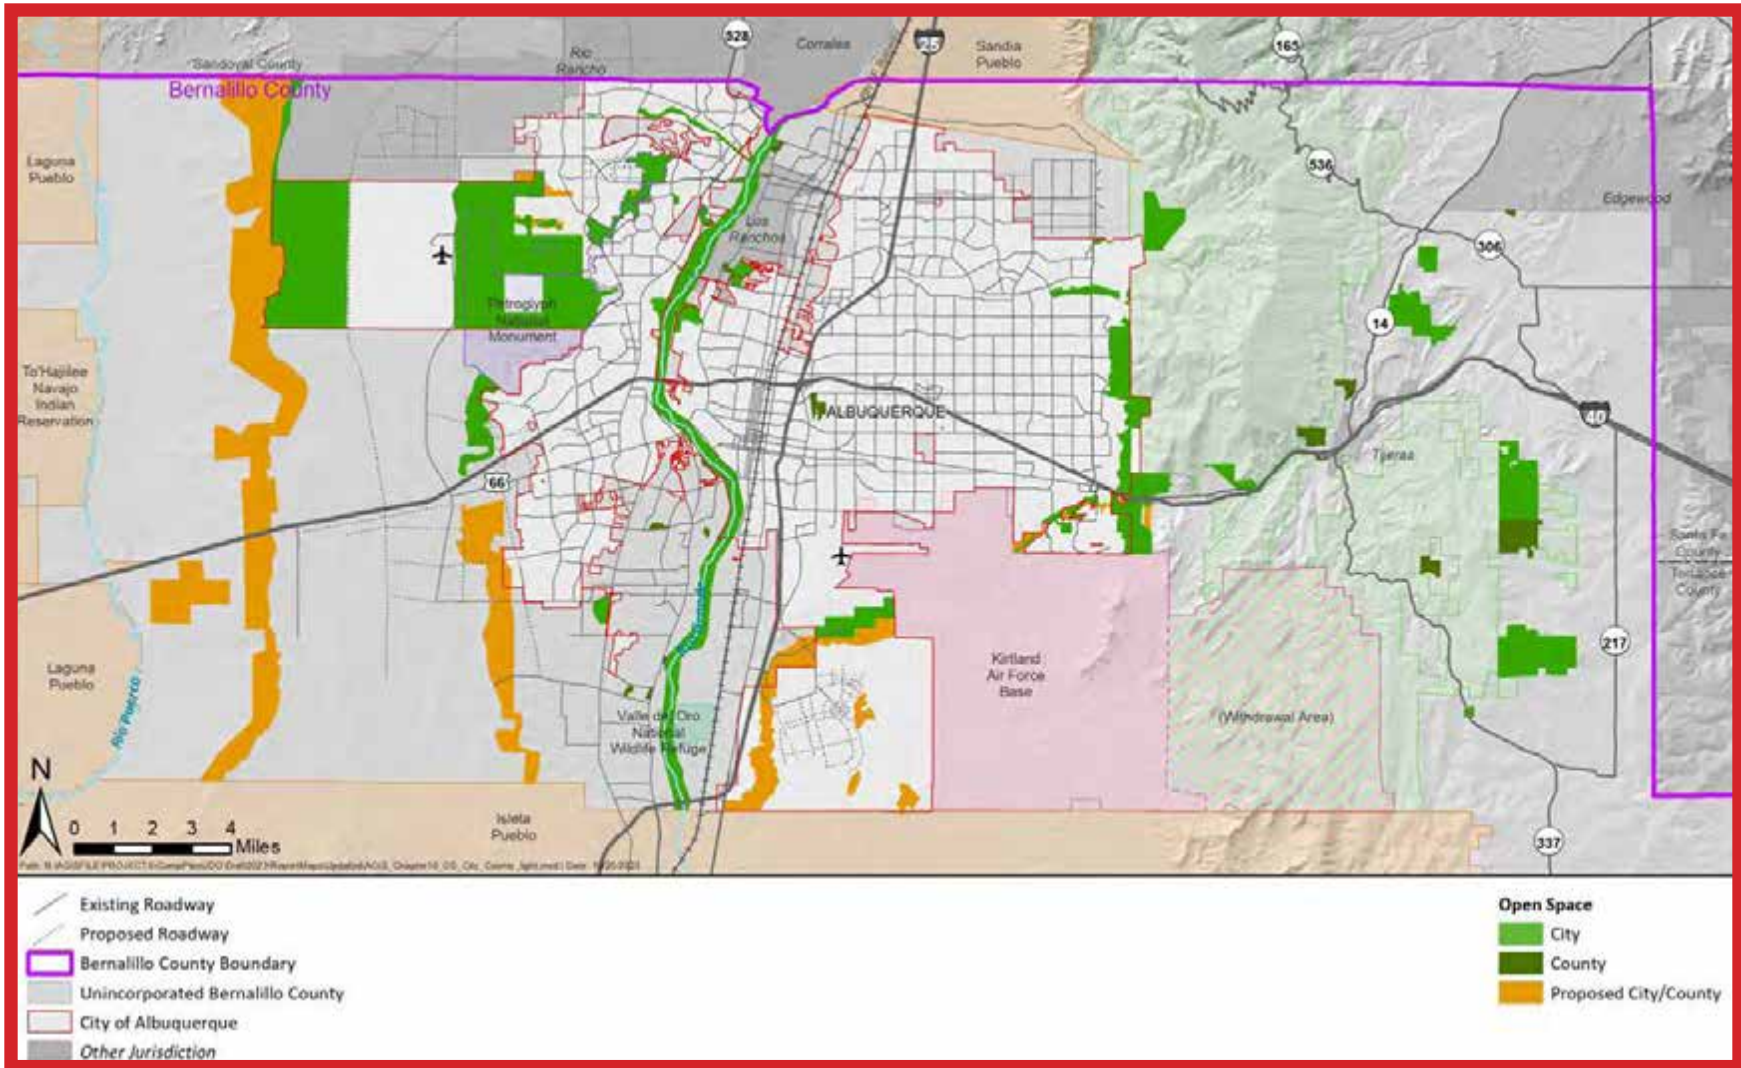 528
Corrales
25
Sandia
Pueblo
165
Rio
Rancho
Sandoval County
Bernalillo County
Laguna
Pueblo
536
Edgewood
Los
Ranchos
306
Petroglyph
National
Monument
14
To'Hajiilee
Navajo
Indian
Reservation
ALBUQUERQUE
40
Tijeras
66
Santa Fe
County
Torrance
County
Kirtland
Air Force
Base
217
Laguna
Pueblo
Rio Puerco
Valle del Oro
National
Wildlife Refuge
(Withdrawal Area)
N
0 1 2 3 4
Miles
Isleta
Pueblo
337
Existing Roadway
Proposed Roadway
Bernalillo County Boundary
Unincorporated Bernalillo County
City of Albuquerque
Other Jurisdiction
Open Space
City
County
Proposed City/County